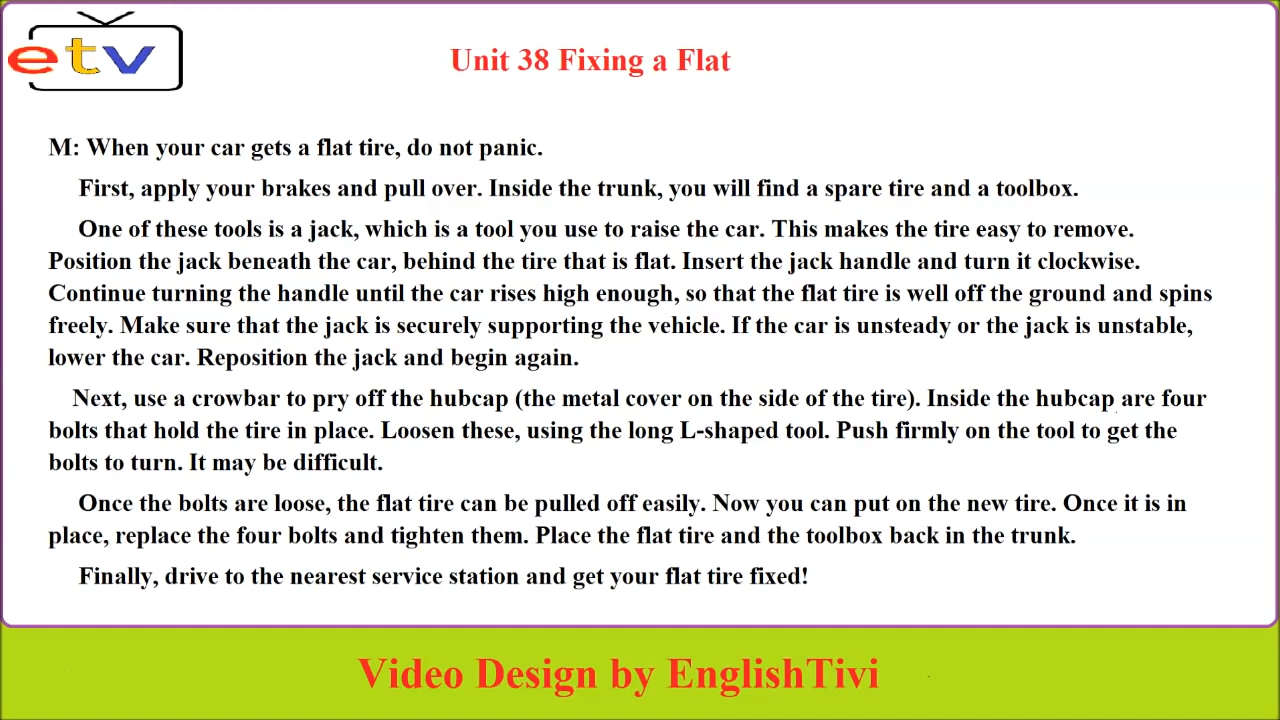 etv
Unit 38 Fixing a Flat
M: When your car gets a flat tire, do not panic.
First, apply your brakes and pull over. Inside the trunk, you will find a spare tire and a toolbox.
One of these tools is a jack, which is a tool you use to raise the car. This makes the tire easy to remove.
Position the jack beneath the car, behind the tire that is flat. Insert the jack handle and turn it clockwise.
Continue turning the handle until the car rises high enough, so that the flat tire is well off the ground and spins
freely. Make sure that the jack is securely supporting the vehicle. If the car is unsteady or the jack is unstable,
lower the car. Reposition the jack and begin again.
Next, use a crowbar to pry off the hubcap (the metal cover on the side of the tire). Inside the hubcap are four
bolts that hold the tire in place. Loosen these, using the long L-shaped tool. Push firmly on the tool to get the
bolts to turn. It may be difficult.
Once the bolts are loose, the flat tire can be pulled off easily. Now you can put on the new tire. Once it is in
place, replace the four bolts and tighten them. Place the flat tire and the toolbox back in the trunk.
Finally, drive to the nearest service station and get your flat tire fixed!
Video Design by EnglishTivi